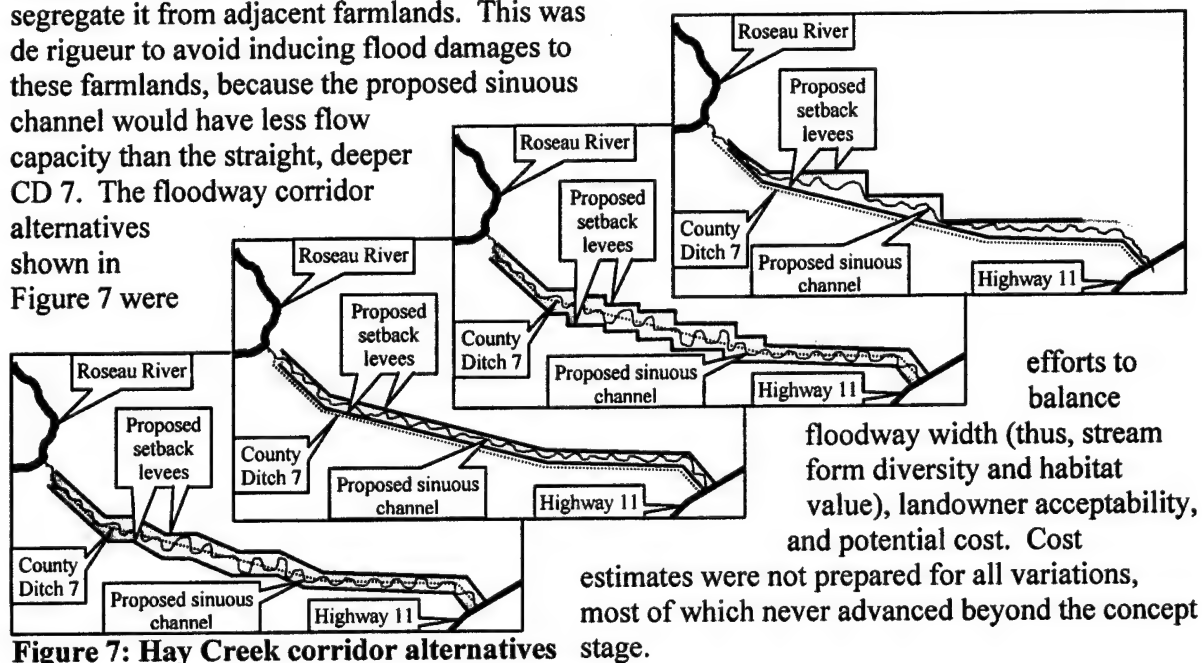 segregate it from adjacent farmlands. This was
de rigueur to avoid inducing flood damages to
these farmlands, because the proposed sinuous
channel would have less flow
capacity than the straight, deeper
CD 7. The floodway corridor
alternatives
shown in
Figure 7 were
efforts to
balance
floodway width (thus, stream
form diversity and habitat
value), landowner acceptability,
and potential cost. Cost
estimates were not prepared for all variations,
most of which never advanced beyond the concept
stage.
Roseau River
Proposed
setback
levees
County
Ditch 7
Proposed sinuous
channel
Highway 11
Roseau River
Proposed
setback
levees
County
Ditch 7
Proposed sinuous
channel
Highway 11
Roseau River
Proposed
setback
levees
County
Ditch 7
Proposed sinuous
channel
Highway 11
Roseau River
Proposed
setback
levees
County
Ditch 7
Proposed sinuous
channel
Highway 11
Figure 7: Hay Creek corridor alternatives